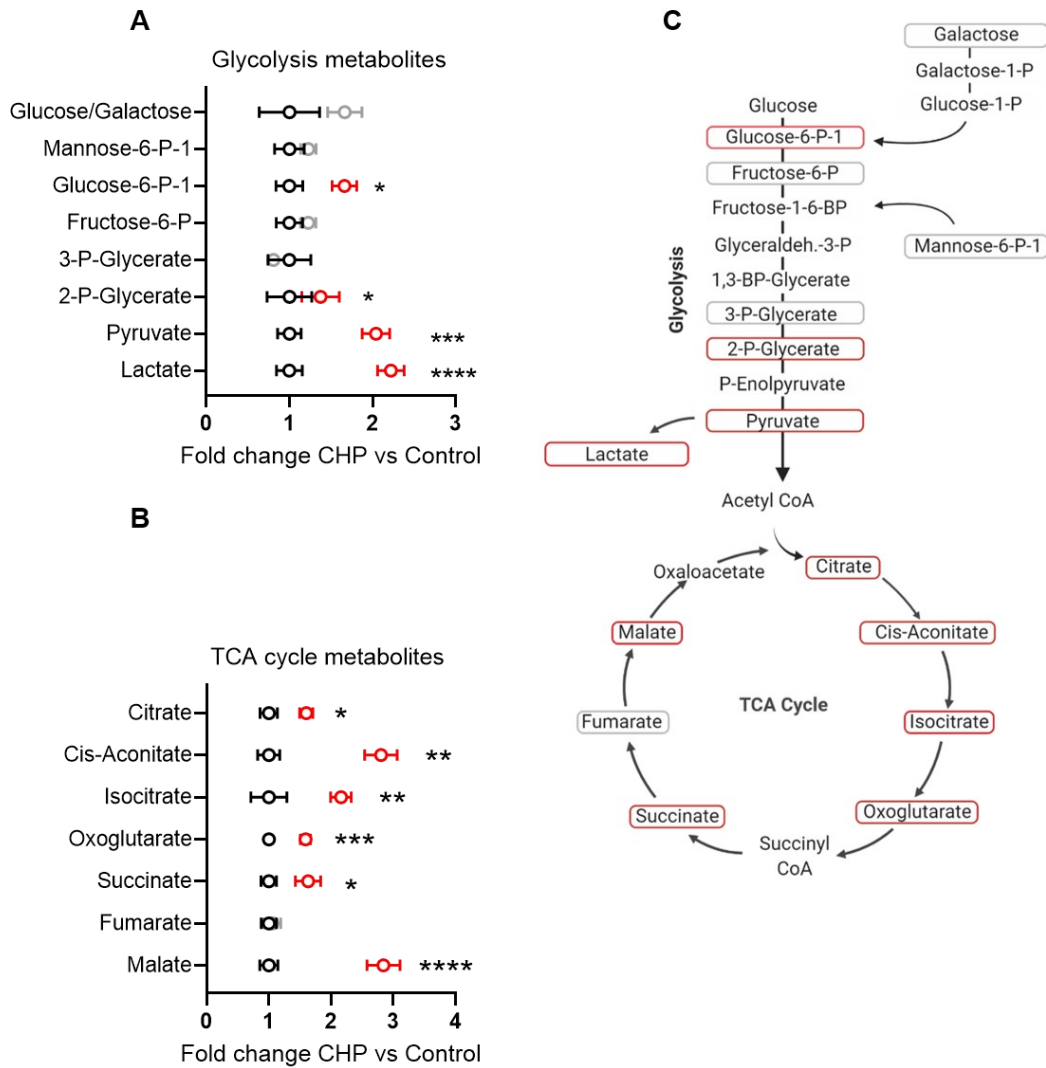 A
Glycolysis metabolites
Glucose/Galactose
Mannose-6-P-1
Glucose-6-P-1
*
Fructose-6-P
3-P-Glycerate
2-P-Glycerate
*
Pyruvate
***
Lactate
****
0 1 2 3
Fold change CHP vs Control
B
TCA cycle metabolites
Citrate
*
Cis-Aconitate
**
Isocitrate
**
Oxoglutarate
***
Succinate
*
Fumarate
Malate
****
0 1 2 3 4
Fold change CHP vs Control
C
Galactose
Galactose-1-P
Glucose-1-P
Glucose
Glucose-6-P-1
Fructose-6-P
Fructose-1-6-BP
Mannose-6-P-1
Glyceraldeh.-3-P
1,3-BP-Glycerate
Glycolysis
3-P-Glycerate
2-P-Glycerate
P-Enolpyruvate
Pyruvate
Lactate
Acetyl CoA
Oxaloacetate
Citrate
Malate
Cis-Aconitate
TCA Cycle
Fumarate
Isocitrate
Succinate
Oxoglutarate
Succinyl
CoA